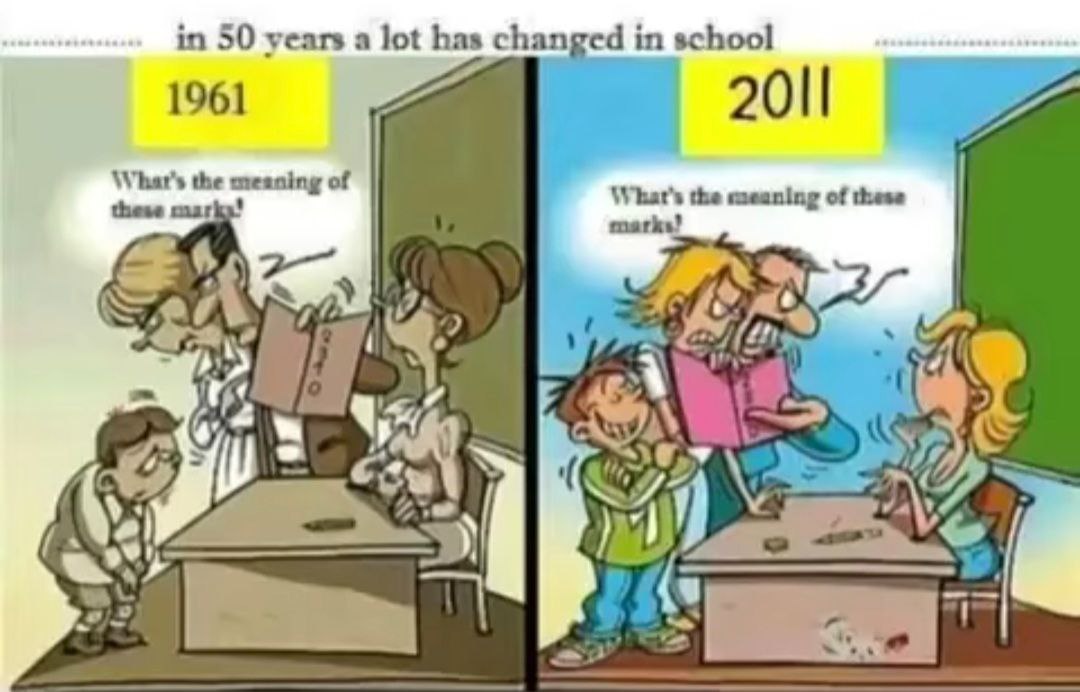 in 50 years a lot has changed in school
1961
What's the meaning of
these marks!
2011
What's the meaning of these
marks!